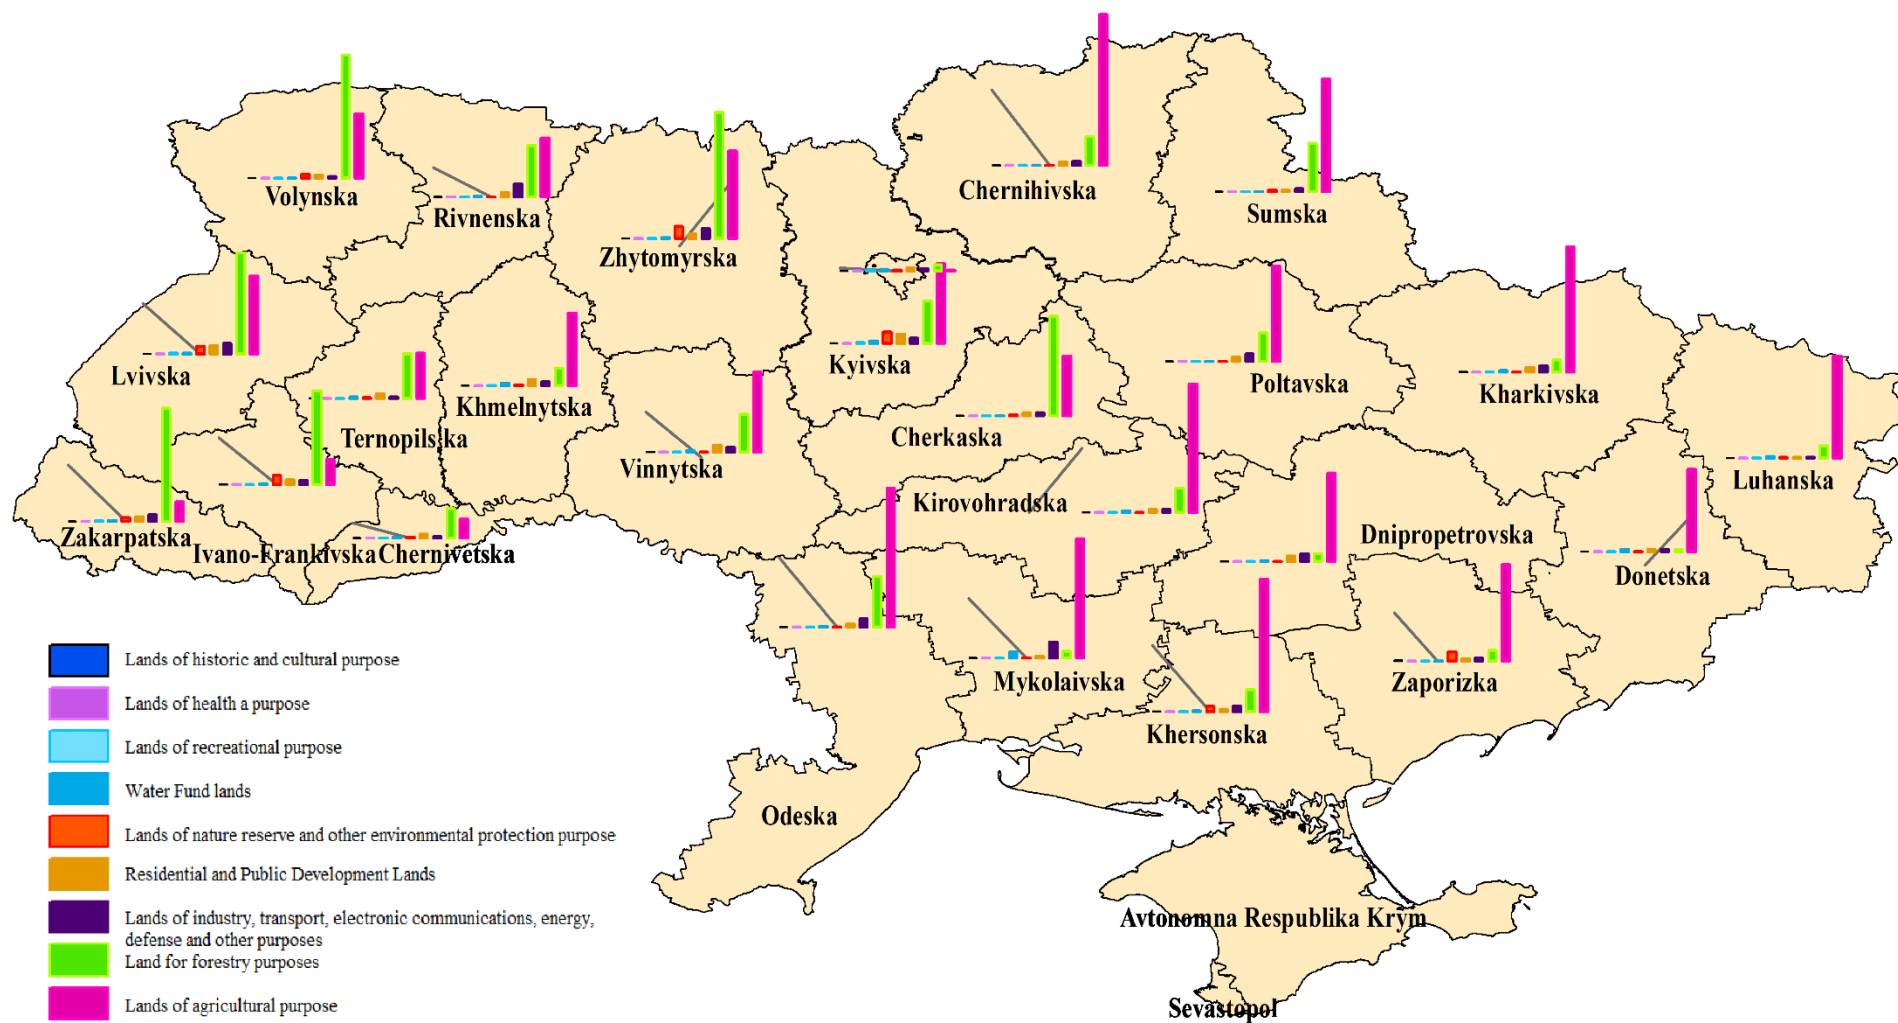 Chernihivska
Volynska
Rivnenska
Sumska
Zhytomyrska
Kyivska
Lvivska
Khmelnytska
Poltavska
Kharkivska
Ternopilska
Cherkaska
Vinnytska
Luhanska
Kirovohradska
Zakarpatska
Ivano-Frankivska
Chernivetska
Dnipropetrovska
Donetska
Mykolaivska
Zaporizka
Khersonska
Odeska
Avtonomna Respublika Krym
Sevastopol
Lands of historic and cultural purpose
Lands of health a purpose
Lands of recreational purpose
Water Fund lands
Lands of nature reserve and other environmental protection purpose
Residential and Public Development Lands
Lands of industry, transport, electronic communications, energy,
defense and other purposes
Land for forestry purposes
Lands of agricultural purpose